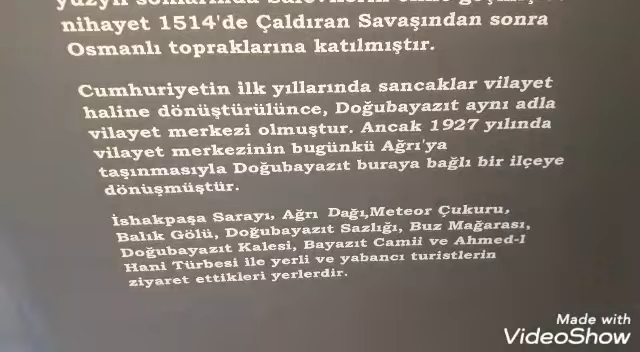 nihayet 1514'de Çaldıran Savaşından sonra
Osmanlı topraklarına katılmıştır.
Cumhuriyetin ilk yıllarında sancaklar vilayet
haline dönüştürülünce, Doğubayazıt aynı adla
vilayet merkezi olmuştur. Ancak 1927 yılında
vilayet merkezinin bugünkü Ağrı'ya
taşınmasıyla Doğubayazıt buraya bağlı bir ilçeye
dönüşmüştür.
İshakpaşa Sarayı, Ağrı Dağı,Meteor Çukuru,
Balık Gölü, Doğubayazıt Sazlığı, Buz Mağarası,
Doğubayazıt Kalesi, Bayazıt Camii ve Ahmed-I
Hani Türbesi ile yerli ve yabancı turistlerin
ziyaret ettikleri yerlerdir.
Made with
VideoShow